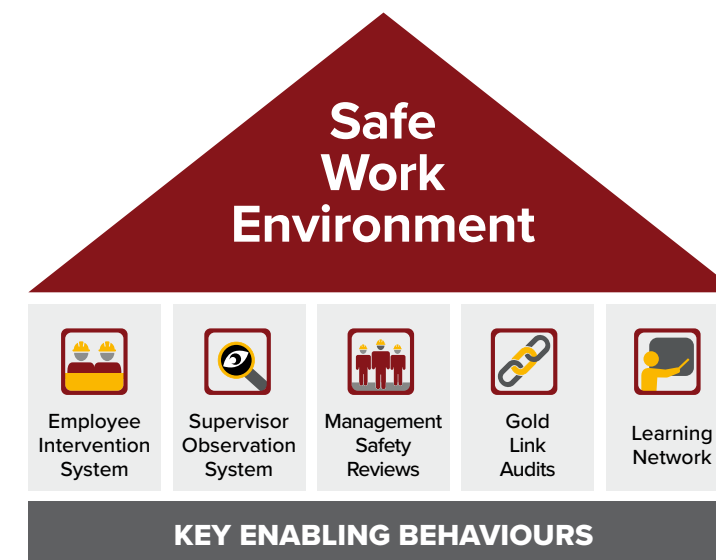 Safe
Work
Environment
Employee
Intervention
System
Supervisor
Observation
System
Management
Safety
Reviews
Gold
Link
Audits
Learning
Network
KEY ENABLING BEHAVIOURS